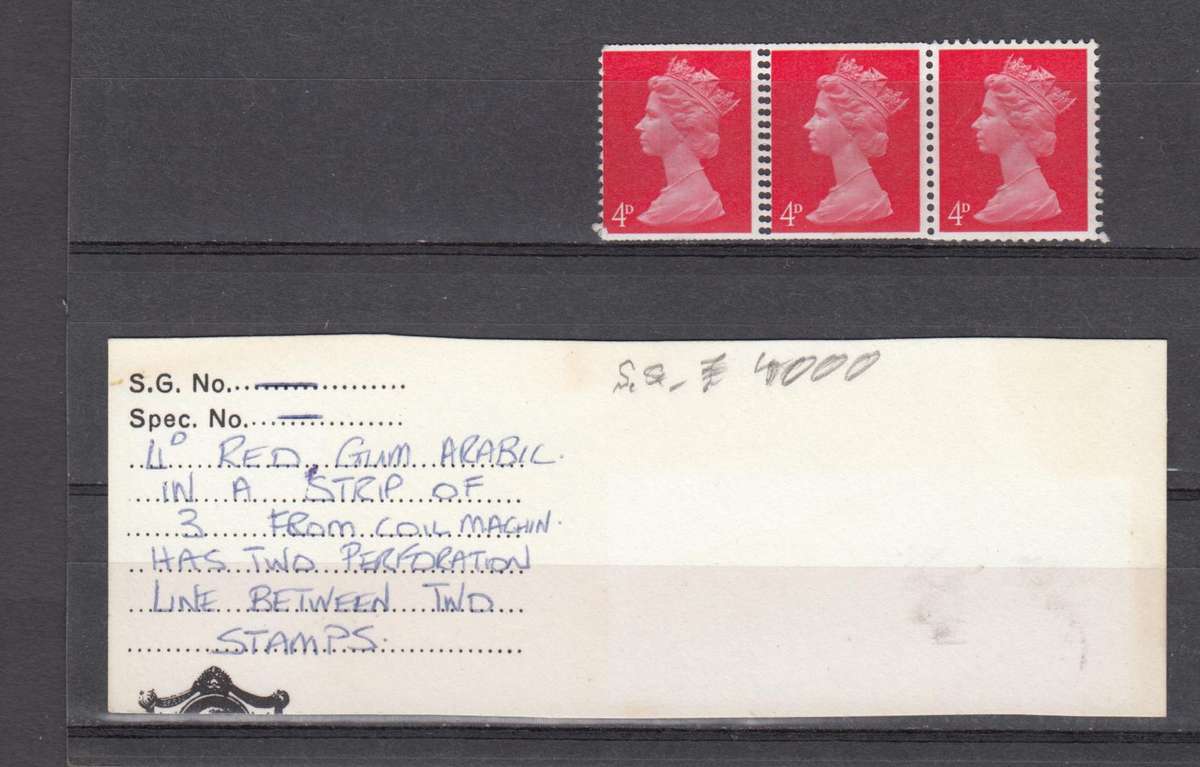 4D 4D 4D
S.G. No.
S.G. £ 4000
Spec. No.
4D RED GUM ARABIC.
IN A STRIP OF
3 FROM COIL MACHIN.
HAS TWO PERFORATION
LINE BETWEEN TWO
STAMPS.